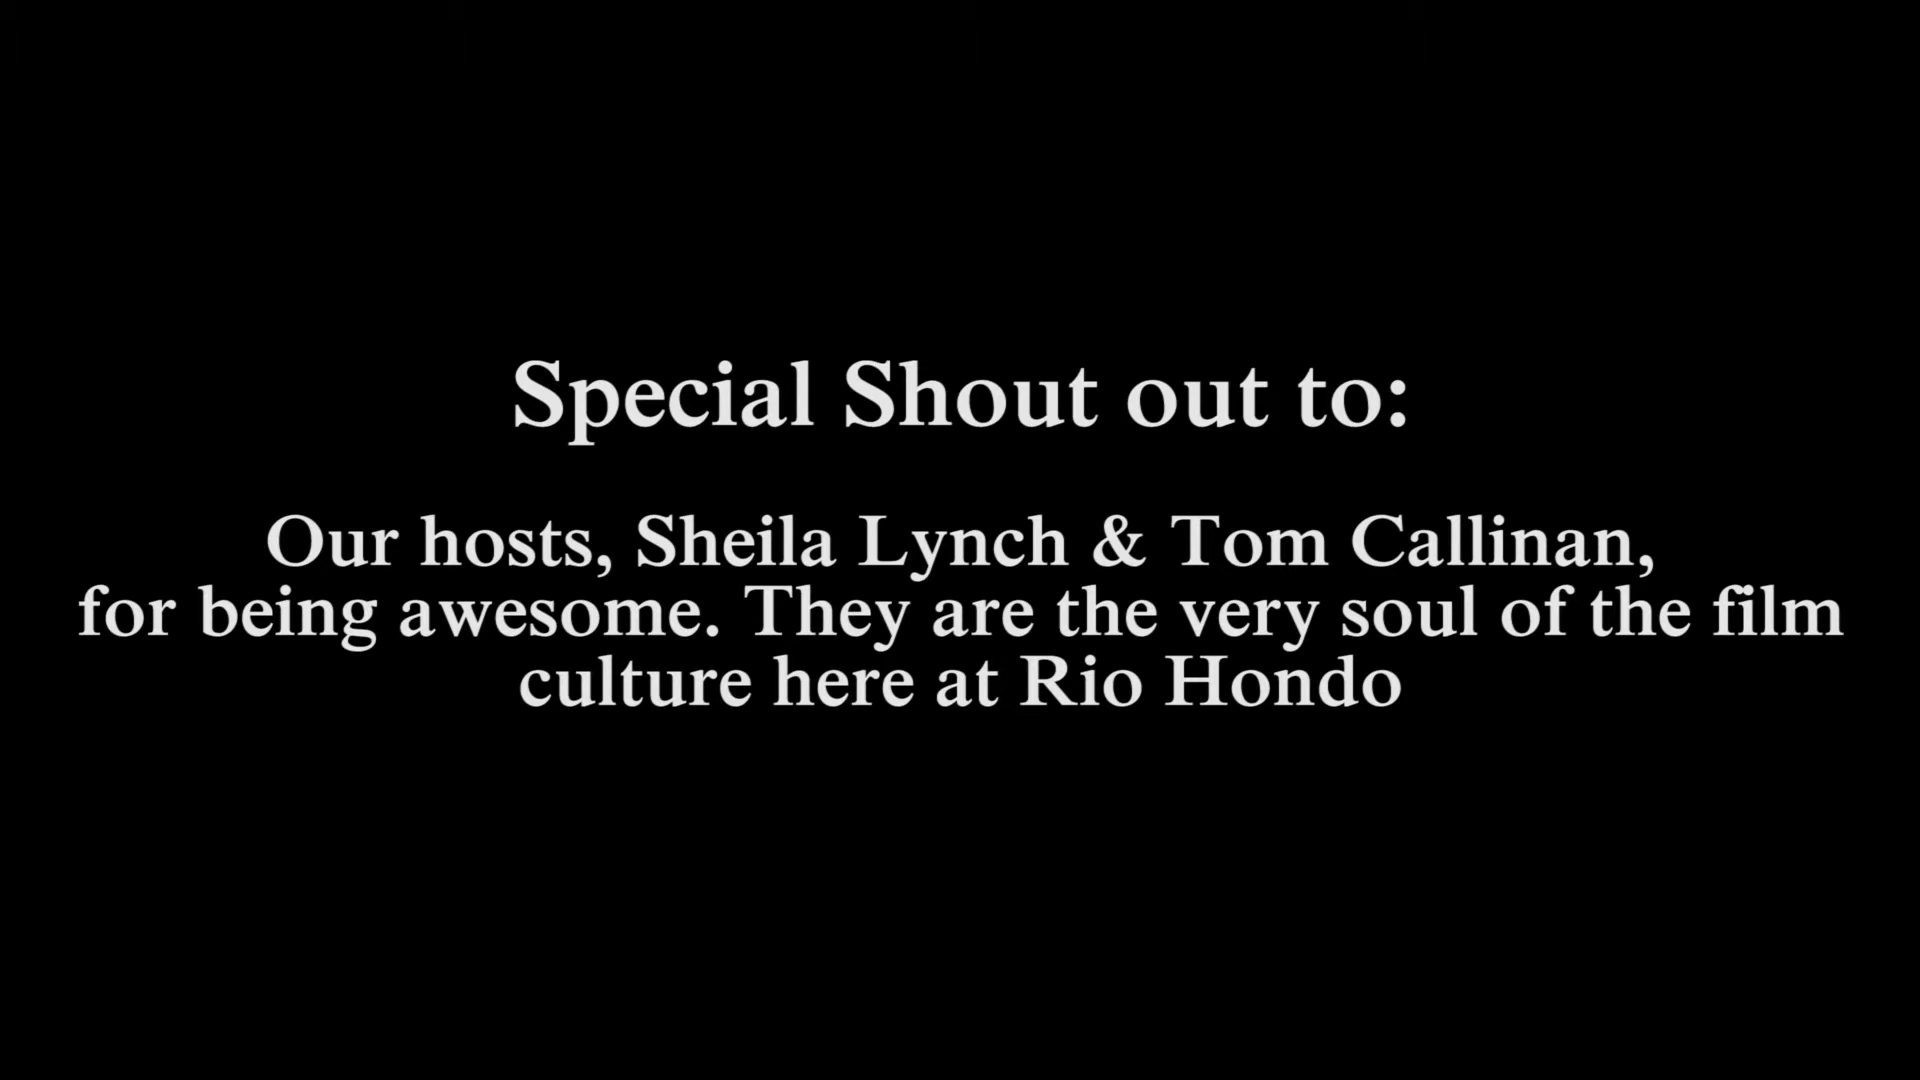 Special Shout out to:
Our hosts, Sheila Lynch & Tom Callinan,
for being awesome. They are the very soul of the film
culture here at Rio Hondo